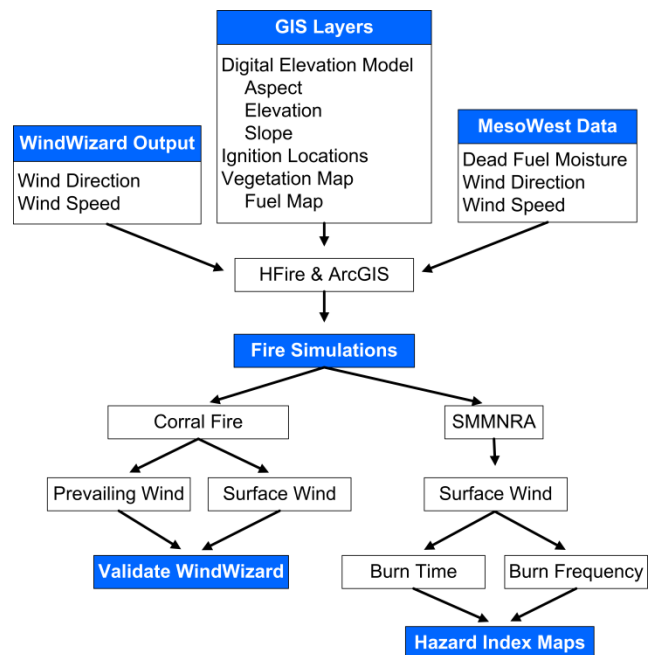 GIS Layers
Digital Elevation Model
Aspect
Elevation
Slope
Ignition Locations
Vegetation Map
Fuel Map
WindWizard Output
Wind Direction
Wind Speed
MesoWest Data
Dead Fuel Moisture
Wind Direction
Wind Speed
HFire & ArcGIS
Fire Simulations
Corral Fire
SMMNRA
Prevailing Wind
Surface Wind
Surface Wind
Validate WindWizard
Burn Time
Burn Frequency
Hazard Index Maps